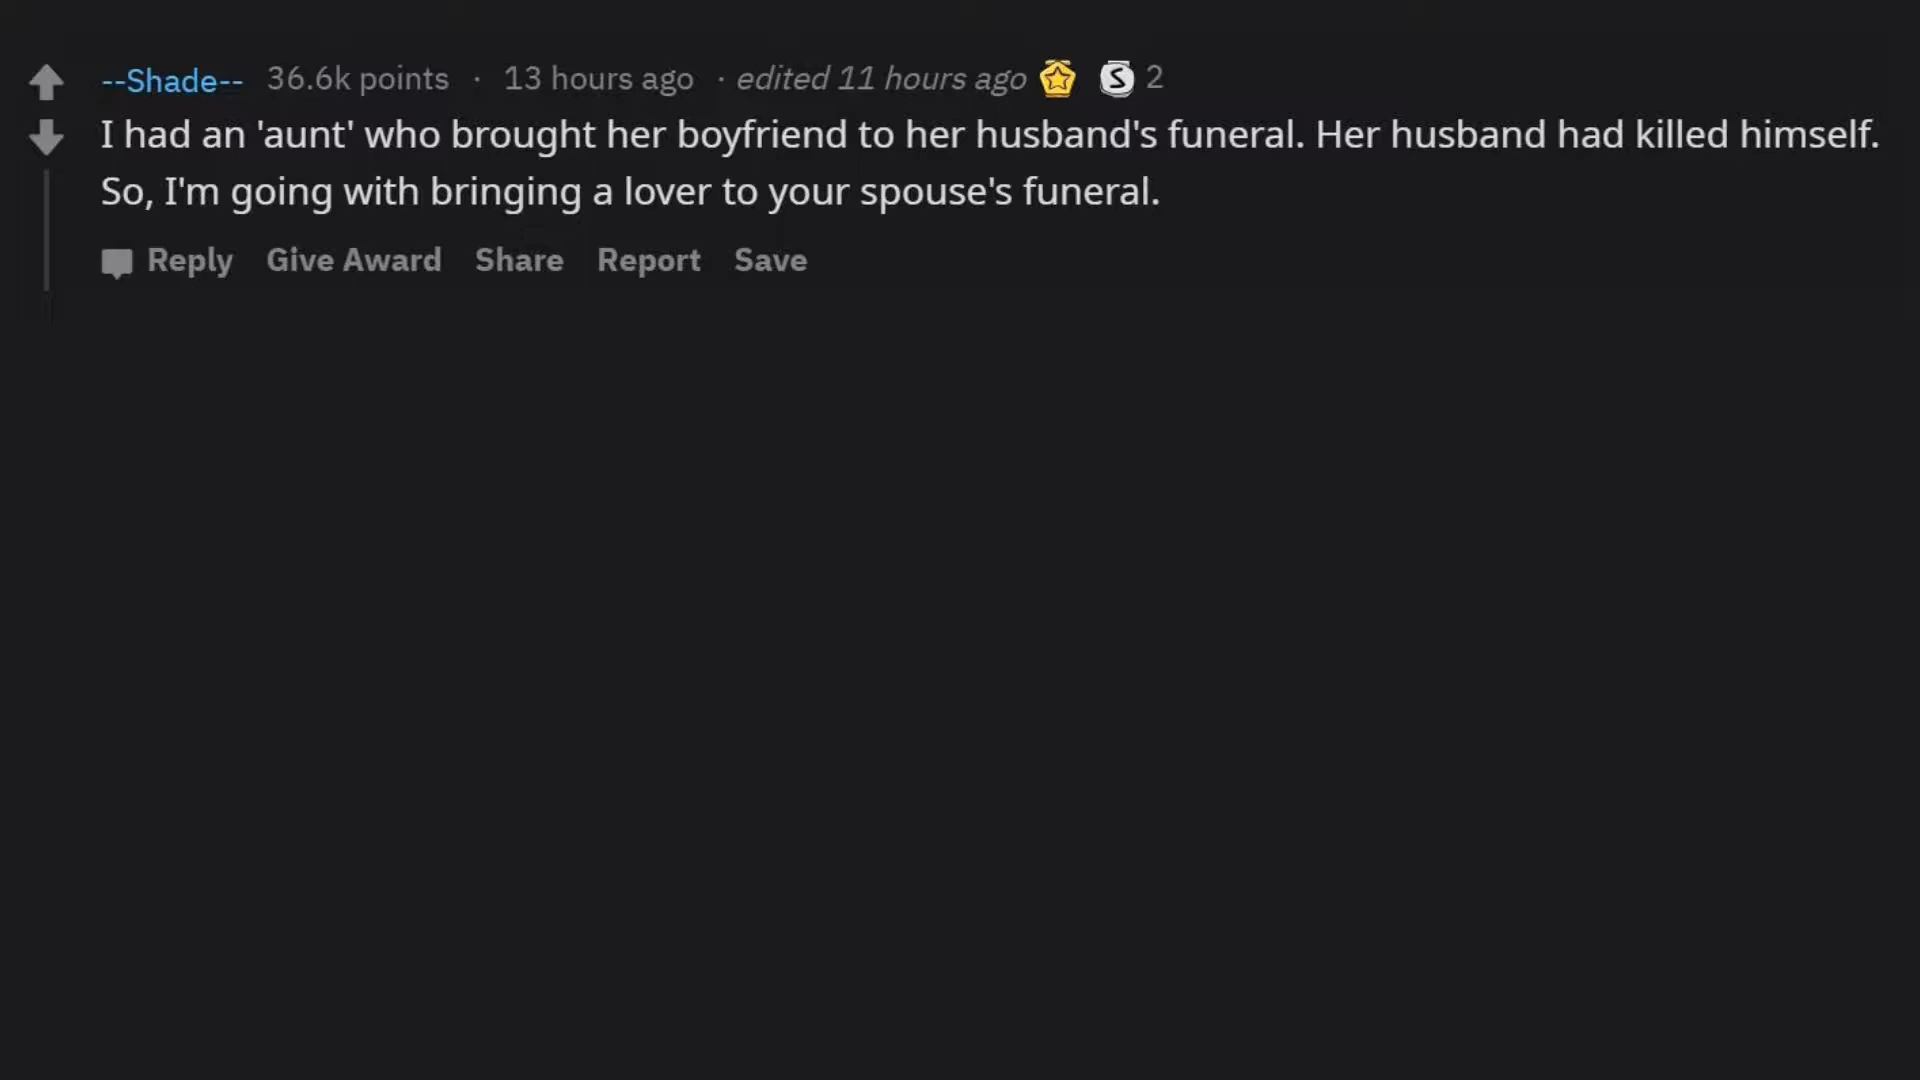 --Shade-- 36.6k points · 13 hours ago · edited 11 hours ago S 2
I had an 'aunt' who brought her boyfriend to her husband's funeral. Her husband had killed himself.
So, I'm going with bringing a lover to your spouse's funeral.
Reply Give Award Share Report Save